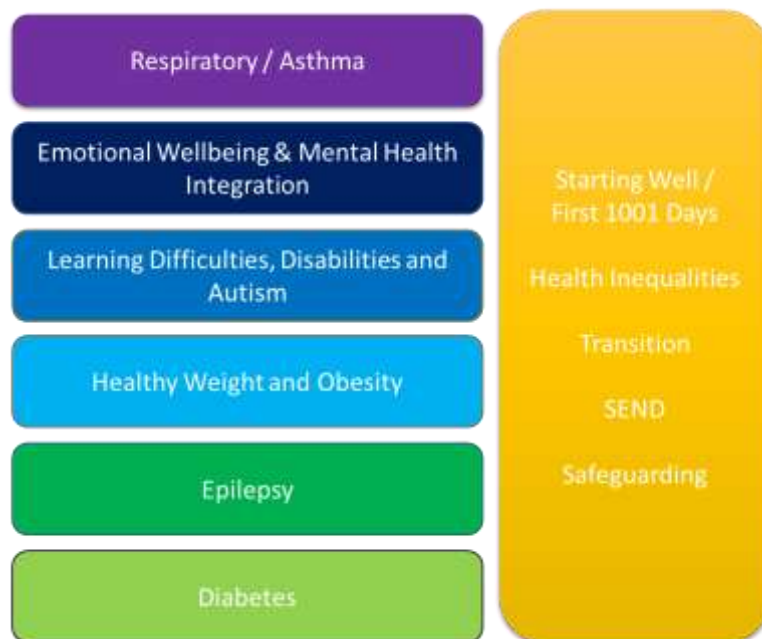 Respiratory / Asthma
Emotional Wellbeing & Mental Health
Integration
Learning Difficulties, Disabilities and
Autism
Healthy Weight and Obesity
Epilepsy
Diabetes
Starting Well /
First 1001 Days
Health Inequalities
Transition
SEND
Safeguarding